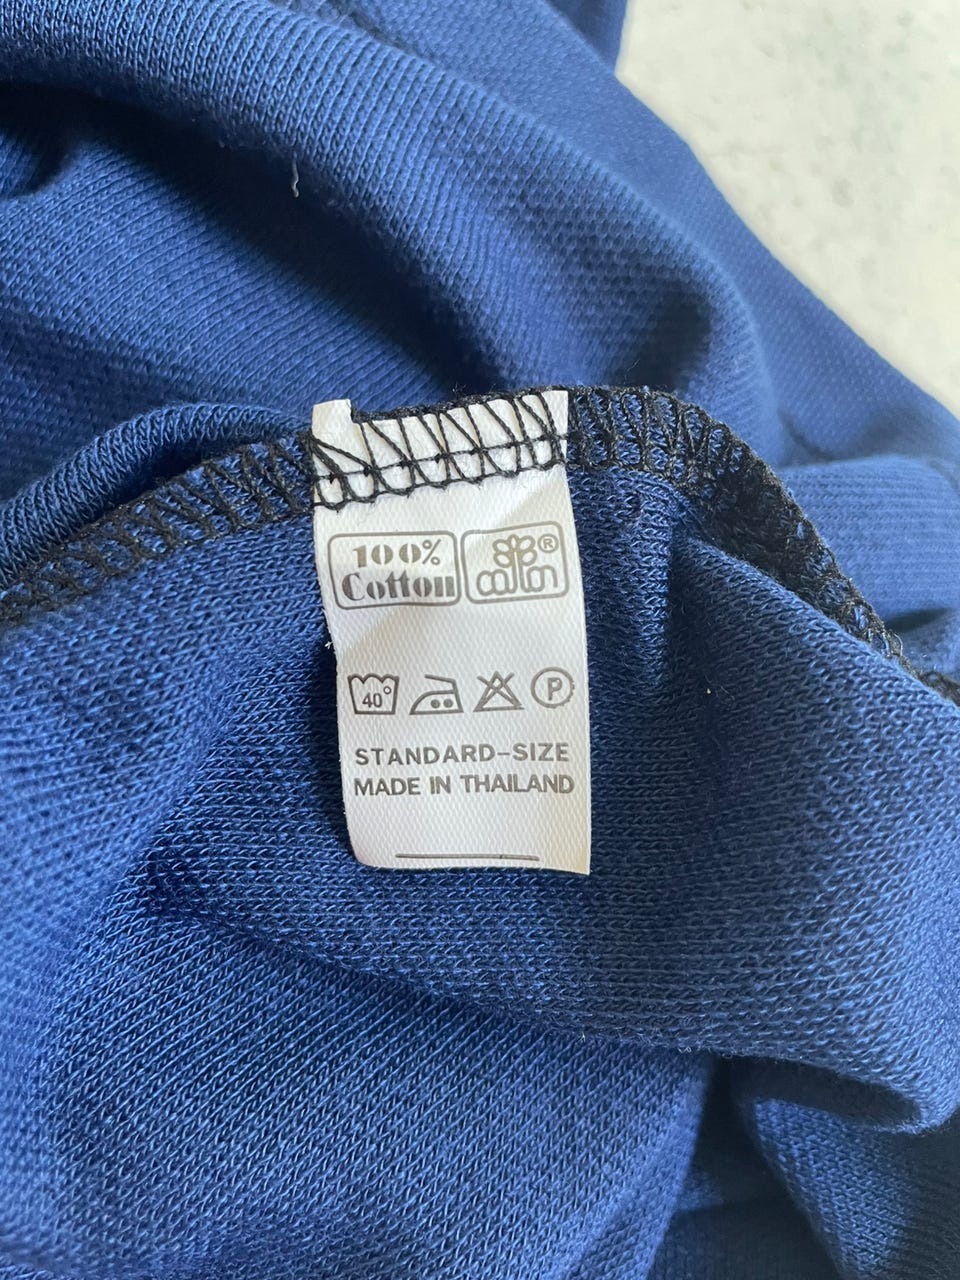 100%
Cotton
cotton ®
40°
P
STANDARD-SIZE
MADE IN THAILAND